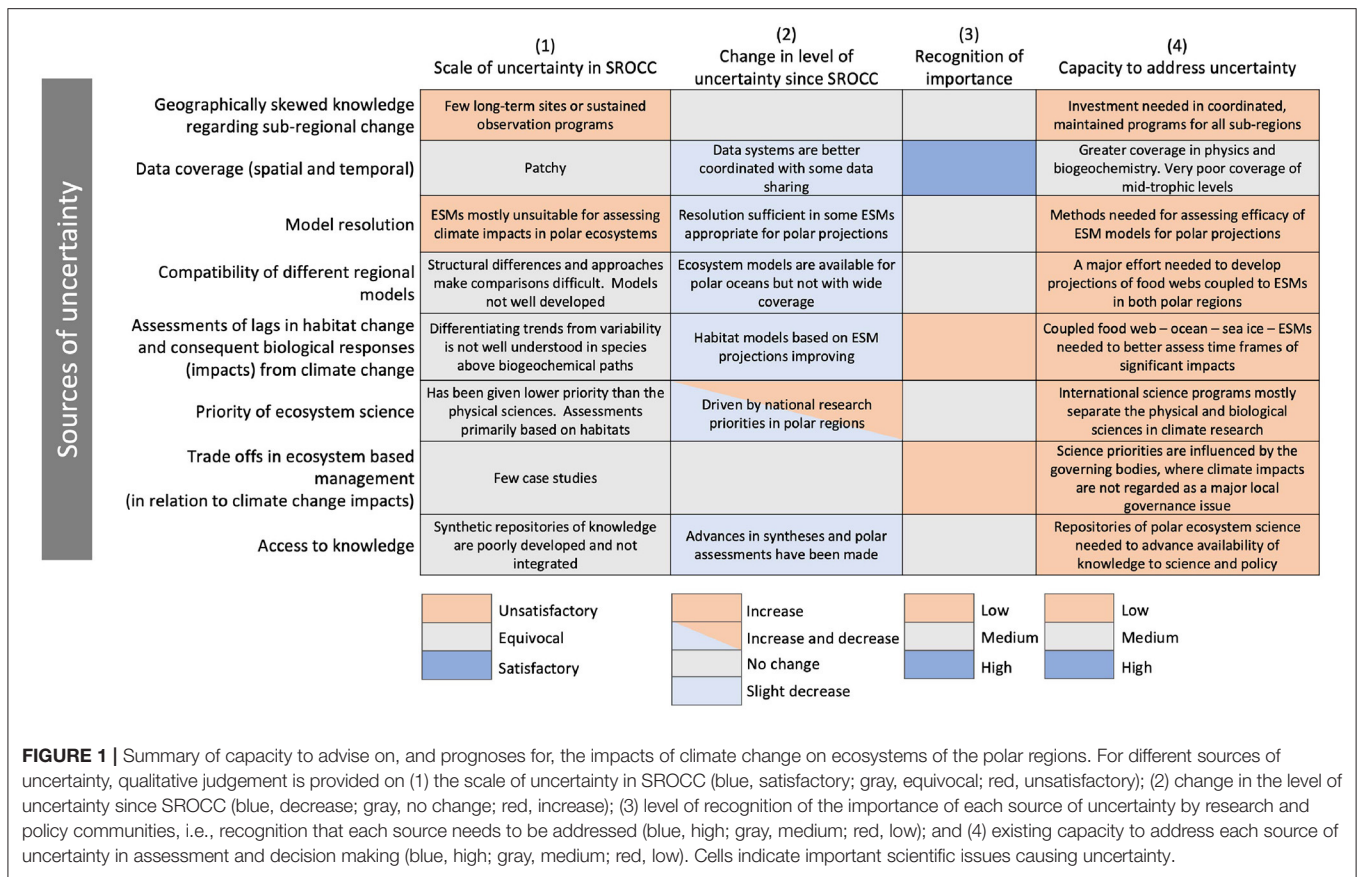 (1)
Scale of uncertainty in SROCC
(2)
Change in level of
uncertainty since SROCC
(3)
Recognition of
importance
(4)
Capacity to address uncertainty
Sources of uncertainty
Geographically skewed knowledge
regarding sub-regional change
Few long-term sites or sustained
observation programs
Investment needed in coordinated,
maintained programs for all sub-regions
Data coverage (spatial and temporal)
Patchy
Data systems are better
coordinated with some data
sharing
Greater coverage in physics and
biogeochemistry. Very poor coverage of
mid-trophic levels
Model resolution
ESMs mostly unsuitable for assessing
climate impacts in polar ecosystems
Resolution sufficient in some ESMs
appropriate for polar projections
Methods needed for assessing efficacy of
ESM models for polar projections
Compatibility of different regional
models
Structural differences and approaches
make comparisons difficult. Models
not well developed
Ecosystem models are available for
polar oceans but not with wide
coverage
A major effort needed to develop
projections of food webs coupled to ESMs
in both polar regions
Assessments of lags in habitat change
and consequent biological responses
(impacts) from climate change
Differentiating trends from variability
is not well understood in species
above biogeochemical paths
Habitat models based on ESM
projections improving
Coupled food web – ocean – sea ice – ESMs
needed to better assess time frames of
significant impacts
Priority of ecosystem science
Has been given lower priority than the
physical sciences. Assessments
primarily based on habitats
Driven by national research
priorities in polar regions
International science programs mostly
separate the physical and biological
sciences in climate research
Trade offs in ecosystem based
management
(in relation to climate change impacts)
Few case studies
Science priorities are influenced by the
governing bodies, where climate impacts
are not regarded as a major local
governance issue
Access to knowledge
Synthetic repositories of knowledge
are poorly developed and not
integrated
Advances in syntheses and polar
assessments have been made
Repositories of polar ecosystem science
needed to advance availability of
knowledge to science and policy
Unsatisfactory
Equivocal
Satisfactory
Increase
Increase and decrease
No change
Slight decrease
Low
Medium
High
Low
Medium
High
FIGURE 1 | Summary of capacity to advise on, and prognoses for, the impacts of climate change on ecosystems of the polar regions. For different sources of
uncertainty, qualitative judgement is provided on (1) the scale of uncertainty in SROCC (blue, satisfactory; gray, equivocal; red, unsatisfactory); (2) change in the level of
uncertainty since SROCC (blue, decrease; gray, no change; red, increase); (3) level of recognition of the importance of each source of uncertainty by research and
policy communities, i.e., recognition that each source needs to be addressed (blue, high; gray, medium; red, low); and (4) existing capacity to address each source of
uncertainty in assessment and decision making (blue, high; gray, medium; red, low). Cells indicate important scientific issues causing uncertainty.